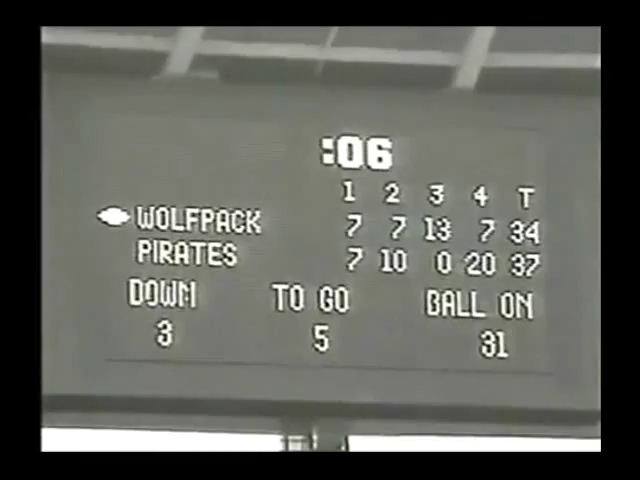 :06
1 2 3 4 T
WOLFPACK 7 7 13 7 34
PIRATES 7 10 0 20 37
DOWN TO GO BALL ON
3 5 31